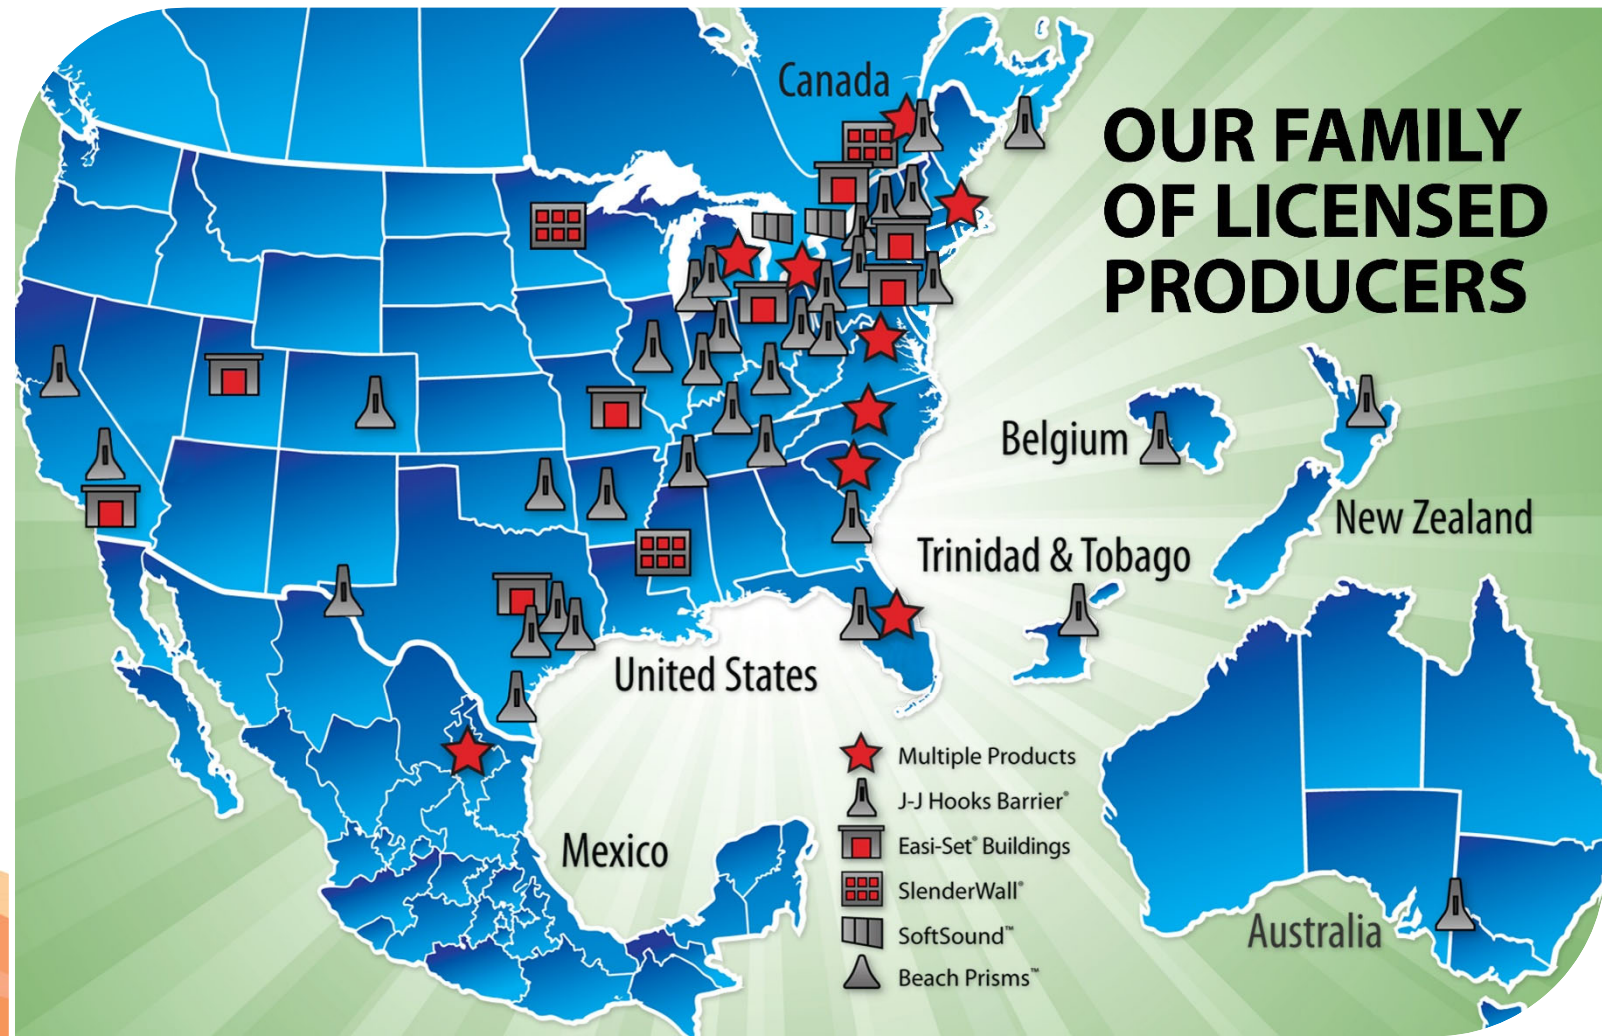 Canada
OUR FAMILY
OF LICENSED
PRODUCERS
Belgium
New Zealand
Trinidad & Tobago
United States
Multiple Products
J-J Hooks Barrier®
Easi-Set® Buildings
SlenderWall®
SoftSound™
Beach Prisms™
Mexico
Australia